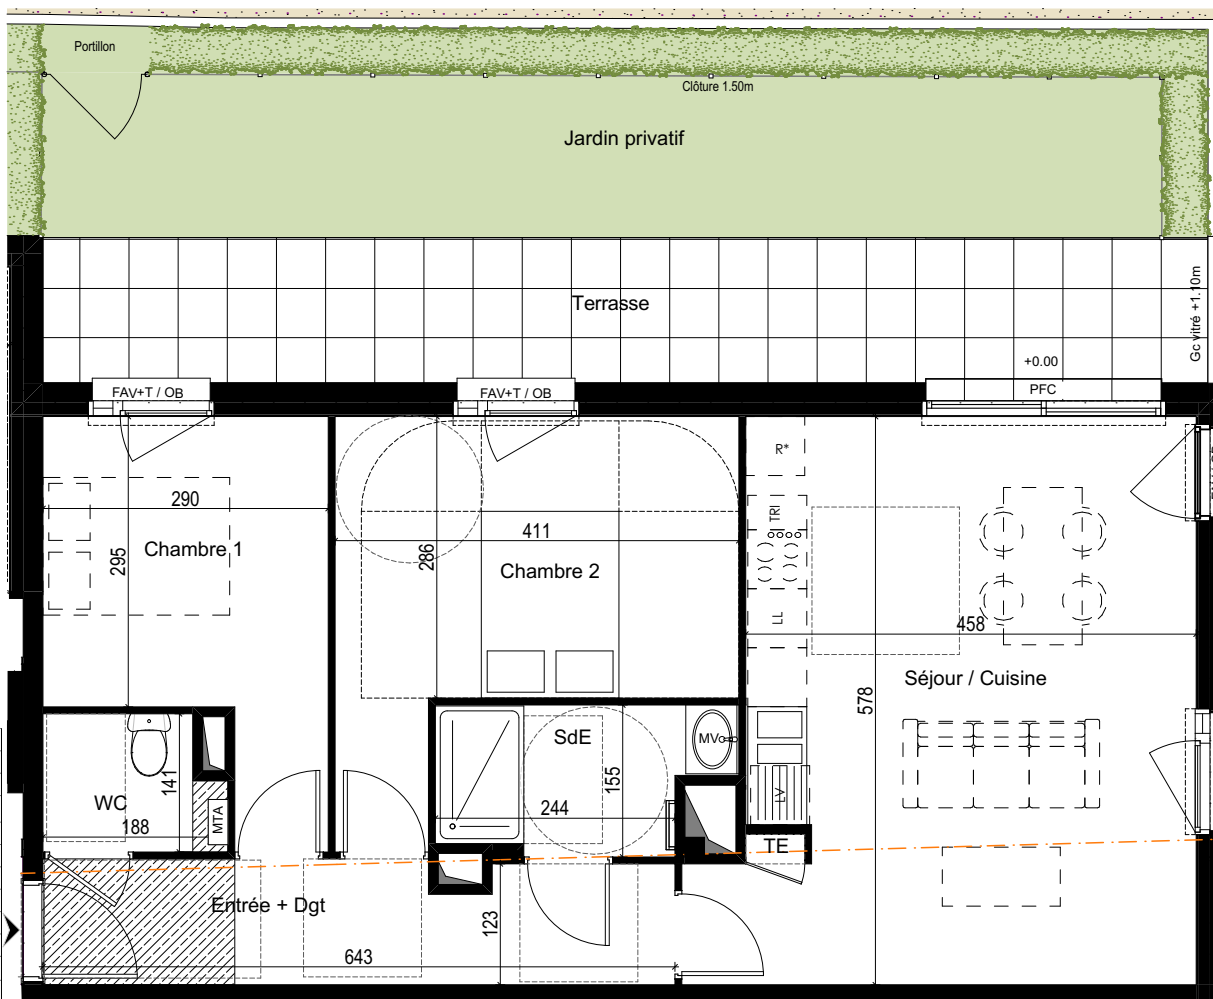 Portillon
Clôture 1.50m
Jardin privatif
Terrasse
Gc vitré +1.10m
+0.00
FAV+T / OB
FAV+T / OB
PFC
R*
290
TRI
411
295
Chambre 1
286
Chambre 2
LL
458
Séjour / Cuisine
578
SdE
MV
141
155
WC
188
MTA
244
LV
TE
Entrée + Dgt
123
643